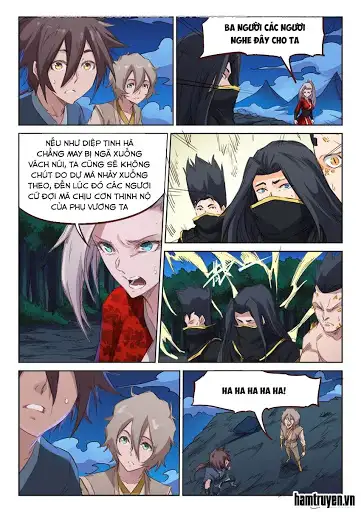 BA NGƯỜI CÁC NGƯƠI
NGHE ĐÂY CHO TA
NẾU NHƯ DIỆP TINH HÀ
CHẲNG MAY BỊ NGÃ XUỐNG
VÁCH NÚI, TA CŨNG SẼ KHÔNG
CHÚT DO DỰ MÀ NHẢY XUỐNG
THEO, ĐẾN LÚC ĐÓ CÁC NGƯƠI
CỨ ĐỢI MÀ CHỊU CƠN THỊNH NỘ
CỦA PHỤ VƯƠNG TA
HA HA HA HA HA!
hamtruyen.vn